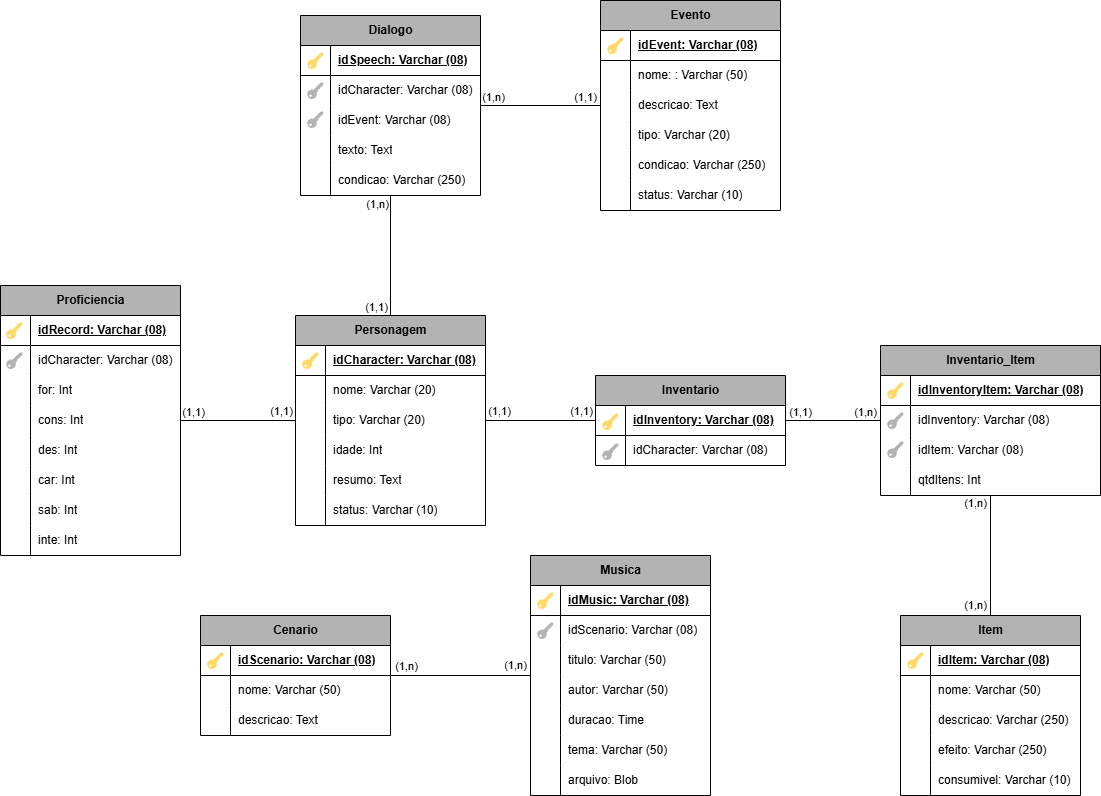 Dialogo
idSpeech: Varchar (08)
idCharacter: Varchar (08)
idEvent: Varchar (08)
texto: Text
condicao: Varchar (250)
(1,n)
(1,1)
Evento
idEvent: Varchar (08)
nome: : Varchar (50)
descricao: Text
tipo: Varchar (20)
condicao: Varchar (250)
status: Varchar (10)
(1,n)
(1,1)
Proficiencia
idRecord: Varchar (08)
idCharacter: Varchar (08)
for: Int
cons: Int
des: Int
car: Int
sab: Int
inte: Int
(1,1)
(1,1)
Personagem
idCharacter: Varchar (08)
nome: Varchar (20)
tipo: Varchar (20)
idade: Int
resumo: Text
status: Varchar (10)
(1,1)
(1,1)
Inventario
idInventory: Varchar (08)
idCharacter: Varchar (08)
(1,1)
(1,n)
Inventario_Item
idInventoryItem: Varchar (08)
idInventory: Varchar (08)
idItem: Varchar (08)
qtdItens: Int
(1,n)
(1,n)
Cenario
idScenario: Varchar (08)
nome: Varchar (50)
descricao: Text
(1,n)
(1,n)
Musica
idMusic: Varchar (08)
idScenario: Varchar (08)
titulo: Varchar (50)
autor: Varchar (50)
duracao: Time
tema: Varchar (50)
arquivo: Blob
Item
idItem: Varchar (08)
nome: Varchar (50)
descricao: Varchar (250)
efeito: Varchar (250)
consumivel: Varchar (10)